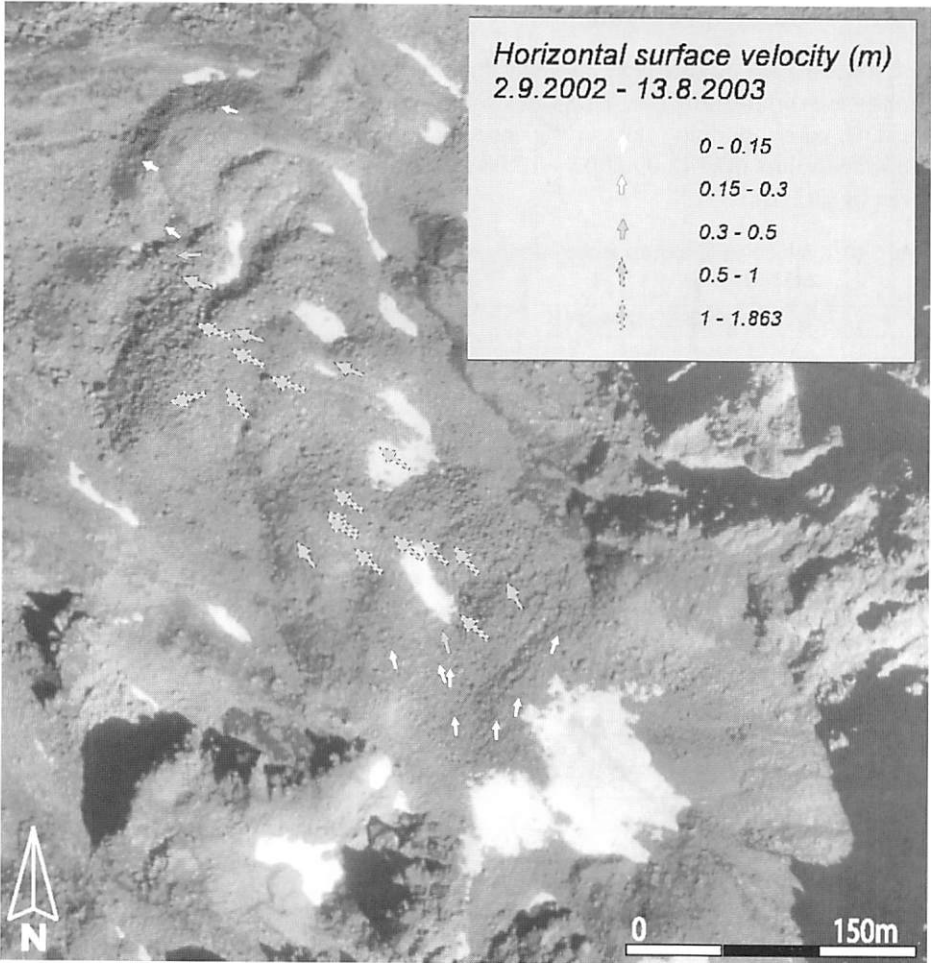 Horizontal surface velocity (m)
2.9.2002 - 13.8.2003
0 - 0.15
0.15 - 0.3
0.3 - 0.5
0.5 - 1
1 - 1.863
N
0 150m